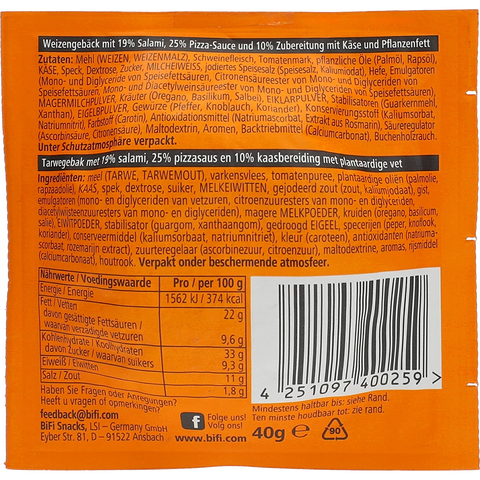 Weizengebäck mit 19% Salami, 25% Pizza-Sauce und 10% Zubereitung mit Käse und Pflanzenfett
Zutaten: Mehl (WEIZEN, WEIZENMALZ), Schweinefleisch, Tomatenmark, pflanzliche Öle (Palmöl, Rapsöl),
KÄSE, Speck, Dextrose, Zucker, MILCHEIWEISS, jodiertes Speisesalz (Speisesalz, Kaliumiodat), Hefe, Emulgatoren
(Mono- und Diglyceride von Speisefettsäuren, Citronensäureester von Mono- und Diglyceriden von
Speisefettsäuren, Mono- und Diacetylweinsäureester von Mono- und Diglyceriden von Speisefettsäuren),
MAGERMILCHPULVER, Kräuter (Oregano, Basilikum, Salbei), EIKLARPULVER, Stabilisatoren (Guarkernmehl,
Xanthan), EIGELBPULVER, Gewürze (Pfeffer, Knoblauch, Koriander), Konservierungsstoff (Kaliumsorbat,
Natriumnitrit), Farbstoff (Carotin), Antioxidationsmittel (Natriumascorbat, Extrakt aus Rosmarin), Säureregulator
(Ascorbinsäure, Citronensäure), Maltodextrin, Aromen, Backtriebmittel (Calciumcarbonat), Buchenholzrauch.
Unter Schutzatmosphäre verpackt.
Tarwegebak met 19% salami, 25% pizzasaus en 10% kaasbereiding met plantaardige vet
Ingrediënten: meel (TARWE, TARWEMOUT), varkensvlees, tomatenpuree, plantaardige oliën (palmolie,
rapzaadolie), KAAS, spek, dextrose, suiker, MELKEIWITTEN, gejodeerd zout (zout, kaliumjodaat), gist,
emulgatoren (mono- en diglyceriden van vetzuren, citroenzuuresters van mono- en diglyceriden,
diacetylwijnsteenzuuresters van mono- en diglyceriden), magere MELKPOEDER, kruiden (oregano, basilicum,
salie), EIWITPOEDER, stabilisator (guargom, xanthaangom), gedroogd EIGEEL, specerijen (peper, knoflook,
koriander), conserveermiddel (kaliumsorbaat, natriumnitriet), kleur (caroteen), antioxidanten (natriumascorbaat,
rozemarijn extract), zuurteregelaar (ascorbinezuur, citroenzuur), maltodextrine, aromas, rijsmiddel
(calciumcarbonaat), houtrook. Verpakt onder beschermende atmosfeer.
Nährwerte / Voedingswaarde Pro / per 100 g
Energie / Energie 1562 kJ / 374 kcal
Fett / Vetten 22 g
davon gesättigte Fettsäuren /
waarvan verzadigde vetzuren 9,6 g
Kohlenhydrate / Koolhydraten 33 g
davon Zucker / waarvan suikers 9,3 g
Eiweiß / Eiwitten 11 g
Salz / Zout 1,8 g
Haben Sie Fragen oder Anregungen?
Heeft u vragen of opmerkingen?
feedback@bifi.com
BiFi Snacks, LSI – Germany GmbH
Eyber Str. 81, D – 91522 Ansbach
f Folge uns!
Volg ons!
www.bifi.com
4 251097 400259 >
Mindestens haltbar bis: siehe Rand.
Ten minste houdbaar tot: zie rand.
40g e 90